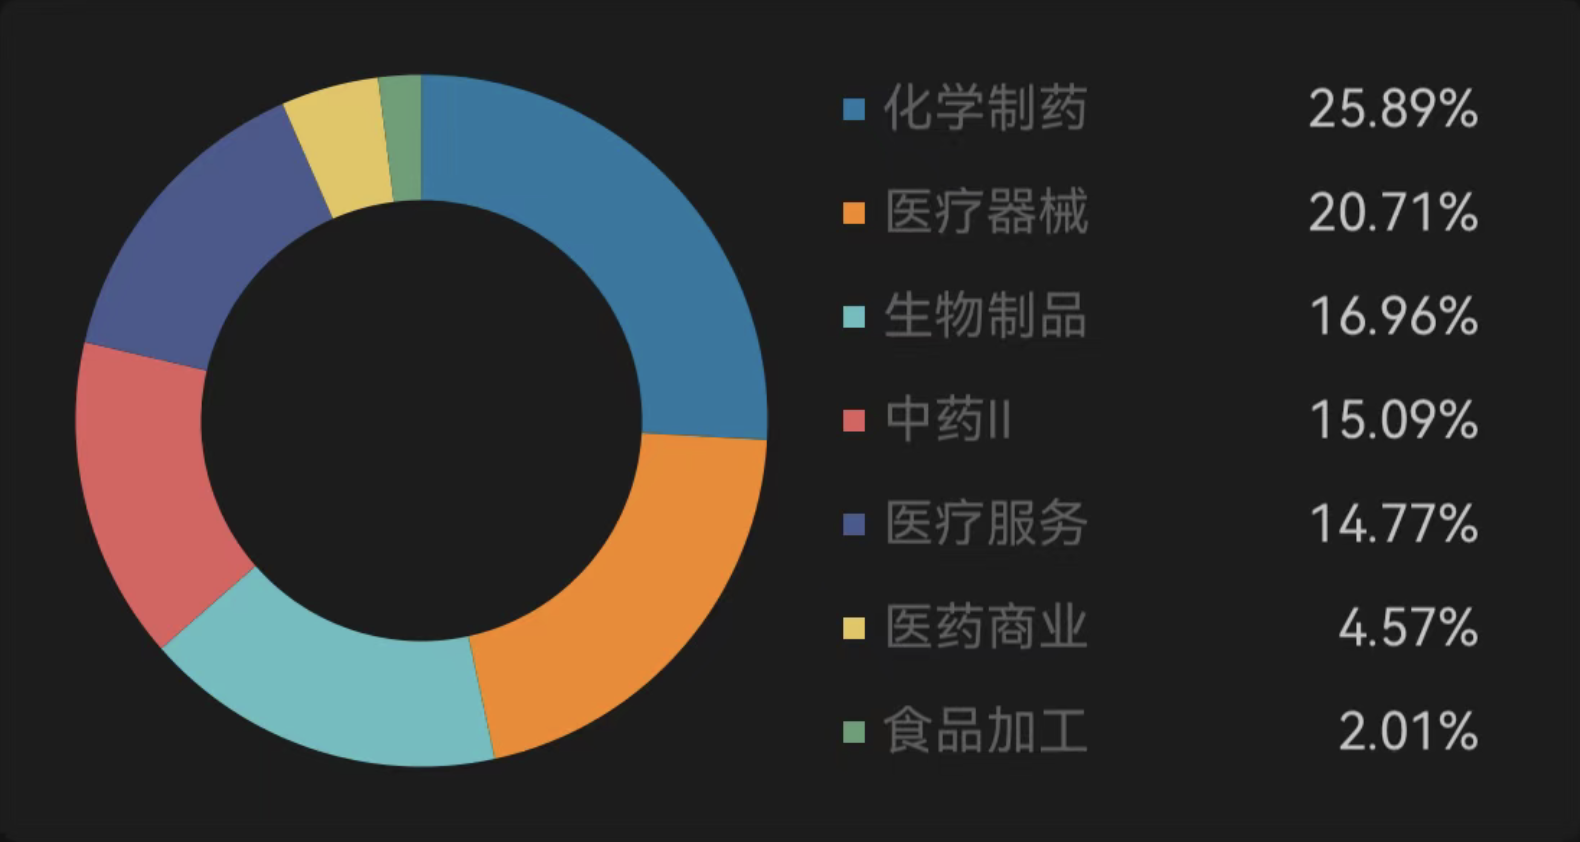 化学制药 25.89%
医疗器械 20.71%
生物制品 16.96%
中药II 15.09%
医疗服务 14.77%
医药商业 4.57%
食品加工 2.01%